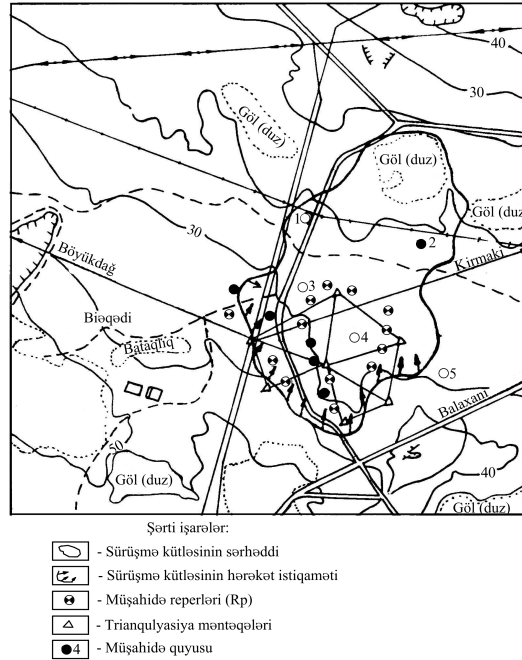 40
30
Göl (duz)
Göl (duz)
Göl (duz)
1
2
30
Kirmaki
Böyükdağ
3
Biəqədi
4
Bataqlıq
5
Balaxanı
50
40
Göl (duz)
Göl (duz)
Şərti işarələr:
- Sürüşmə kütləsinin sərhəddi
- Sürüşmə kütləsinin hərəkət istiqaməti
- Müşahidə reperləri (Rp)
- Trianqulyasiya məntəqələri
4 - Müşahidə quyusu